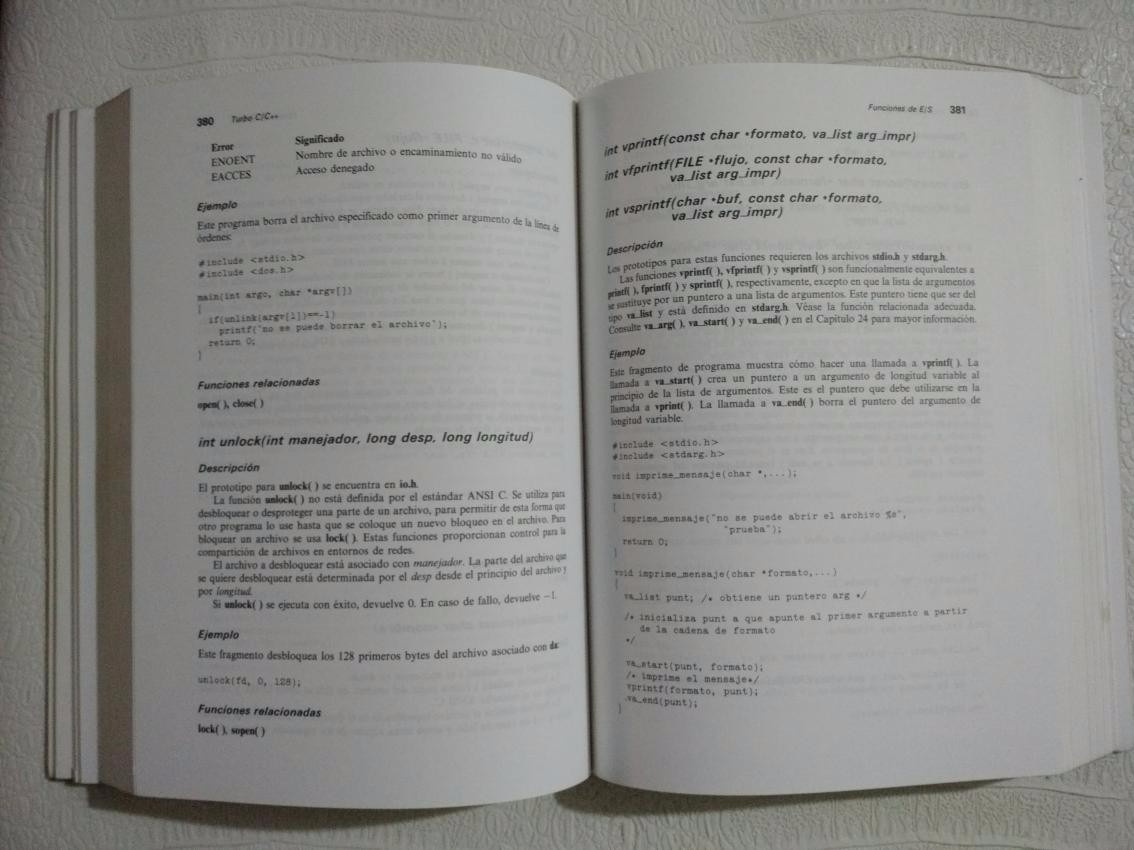 380 Turbo C/C++
Error Significado
ENOENT Nombre de archivo o encaminamiento no válido
EACCES Acceso denegado
Ejemplo
Este programa borra el archivo especificado como primer argumento de la línea de
órdenes:
#include <stdio.h>
#include <dos.h>
main(int argc, char *argv[])
{
if(unlink(argv[1])==-1)
printf("no se puede borrar el archivo");
return 0;
}
Funciones relacionadas
open( ), close( )
int unlock(int manejador, long desp, long longitud)
Descripción
El prototipo para unlock( ) se encuentra en io.h.
La función unlock( ) no está definida por el estándar ANSI C. Se utiliza para
desbloquear o desproteger una parte de un archivo, para permitir de esta forma que
otro programa lo use hasta que se coloque un nuevo bloqueo en el archivo. Para
bloquear un archivo se usa lock( ). Estas funciones proporcionan control para la
compartición de archivos en entornos de redes.
El archivo a desbloquear está asociado con manejador. La parte del archivo que
se quiere desbloquear está determinada por el desp desde el principio del archivo y
por longitud.
Si unlock( ) se ejecuta con éxito, devuelve 0. En caso de fallo, devuelve −1.
Ejemplo
Este fragmento desbloquea los 128 primeros bytes del archivo asociado con
unlock(fd, 0, 128);
Funciones relacionadas
lock( ), sopen( )
Funciones de E/S 381
int vprintf(const char *formato, va_list arg_impr)
int vfprintf(FILE *flujo, const char *formato,
va_list arg_impr)
int vsprintf(char *buf, const char *formato,
va_list arg_impr)
Descripción
Los prototipos para estas funciones requieren los archivos stdio.h y stdarg.h.
Las funciones vprintf( ), vfprintf( ) y vsprintf( ) son funcionalmente equivalentes a
printf( ), fprintf( ) y sprintf( ), respectivamente, excepto en que la lista de argumentos
se sustituye por un puntero a una lista de argumentos. Este puntero tiene que ser del
tipo va_list y está definido en stdarg.h. Véase la función relacionada adecuada.
Consulte va_arg( ), va_start( ) y va_end( ) en el Capítulo 24 para mayor información.
Ejemplo
Este fragmento de programa muestra cómo hacer una llamada a vprintf( ). La
llamada a va_start( ) crea un puntero a un argumento de longitud variable al
principio de la lista de argumentos. Este es el puntero que debe utilizarse en la
llamada a vprint( ). La llamada a va_end( ) borra el puntero del argumento de
longitud variable.
#include <stdio.h>
#include <stdarg.h>
void imprime_mensaje(char *,...);
main(void)
{
imprime_mensaje("no se puede abrir el archivo %s",
"prueba");
return 0;
}
void imprime_mensaje(char *formato,...)
{
va_list punt; /* obtiene un puntero arg */
/* inicializa punt a que apunte al primer argumento a partir
de la cadena de formato
*/
va_start(punt, formato);
/* imprime el mensaje*/
vprintf(formato, punt);
va_end(punt);
}